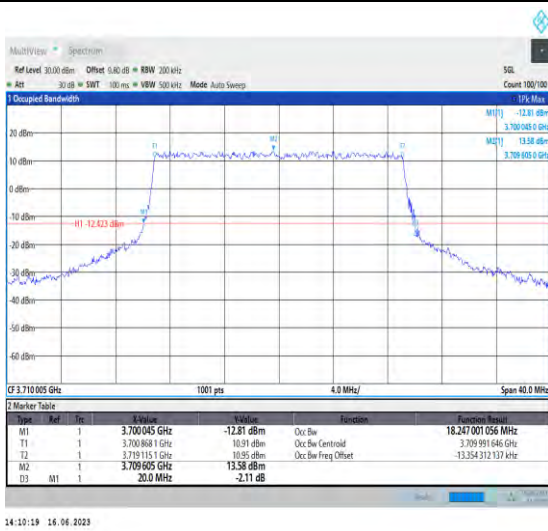 MultiView Spectrum
Ref Level 30.00 dBm Offset 9.80 dB RBW 200 kHz SGL
Att 30 dB SWT 100 ms VBW 500 kHz Mode Auto Sweep Count 100/100
1 Occupied Bandwidth 1Pk Max
M1[1] -12.81 dBm
3.700 045 0 GHz
M2[1] 13.58 dBm
3.709 605 0 GHz
20 dBm
T1 M2 T2
10 dBm
0 dBm
-10 dBm
M1
H1 -12.423 dBm
-20 dBm
-30 dBm
-40 dBm
-50 dBm
-60 dBm
CF 3.710 005 GHz 1001 pts 4.0 MHz/ Span 40.0 MHz
2 Marker Table
Type Ref Trc X-Value Y-Value Function Function Result
M1 1 3.700 045 GHz -12.81 dBm Occ Bw 18.247 001 056 MHz
T1 1 3.700 868 1 GHz 10.91 dBm Occ Bw Centroid 3.709 991 646 GHz
T2 1 3.719 115 1 GHz 10.95 dBm Occ Bw Freq Offset -13.354 312 137 kHz
M2 1 3.709 605 GHz 13.58 dBm
D3 M1 1 20.0 MHz -2.11 dB
14:10:19 16.06.2023